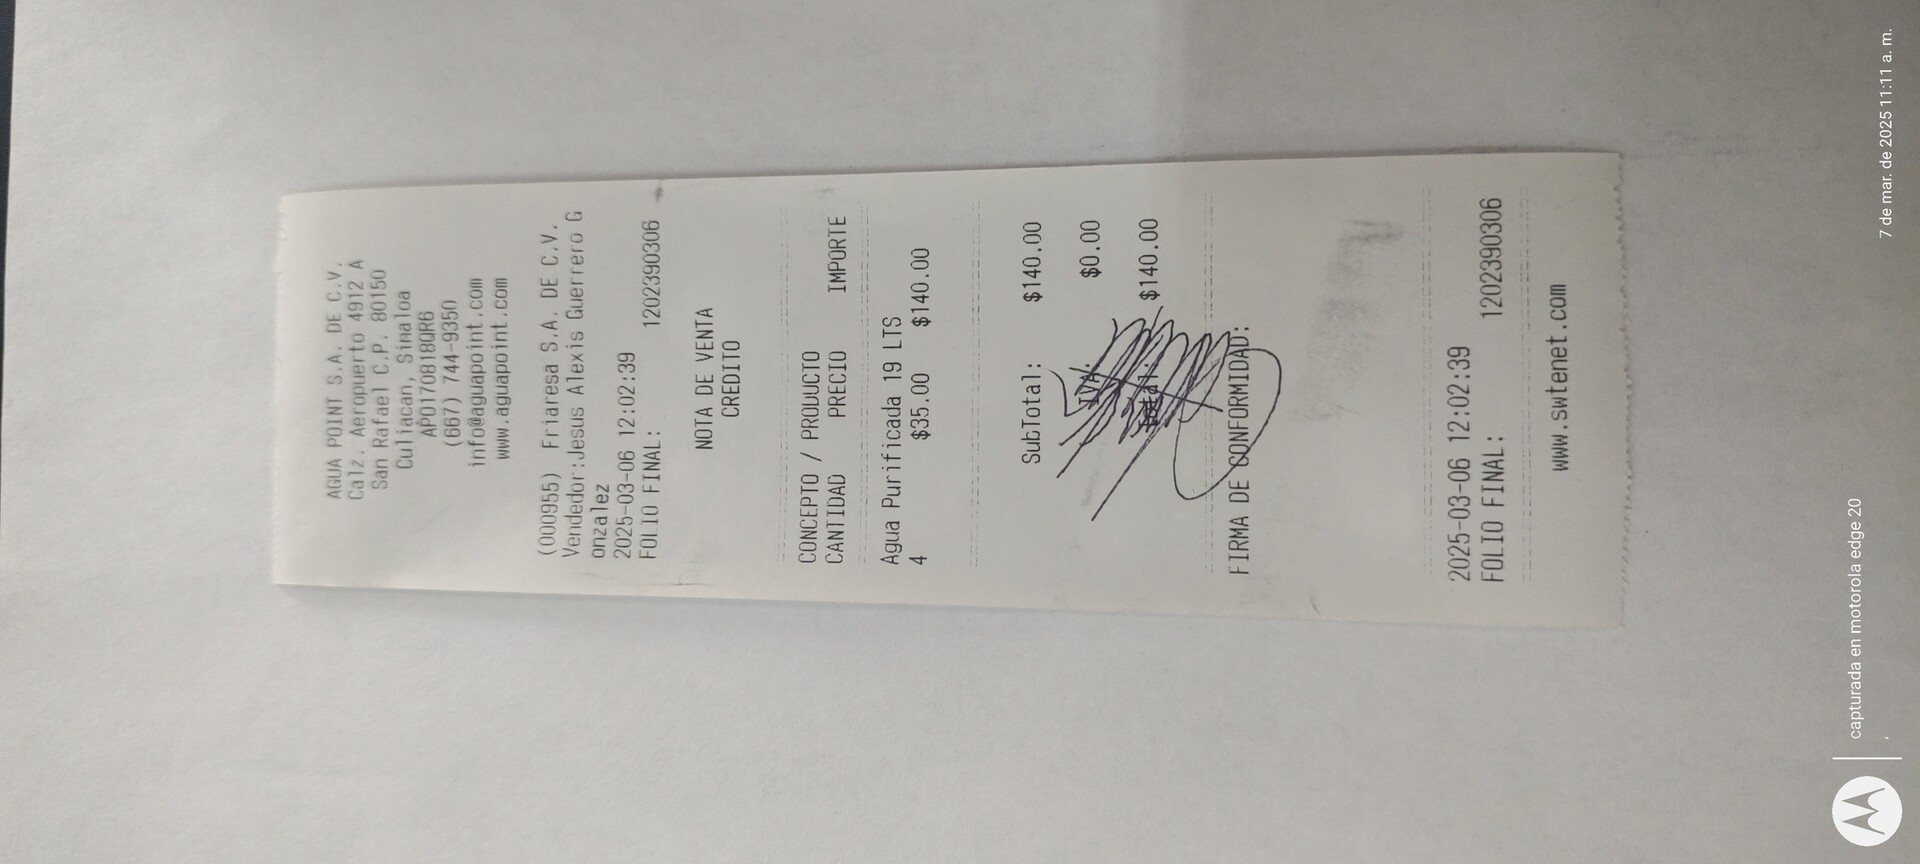 AGUA POINT S.A. DE C.V.
Calz. Aeropuerto 4912 A
San Rafael C.P. 80150
Culiacan, Sinaloa
APO170818QR6
(667) 744-9350
info@aguapoint.com
www.aguapoint.com
(000955) Friaresa S.A. DE C.V.
Vendedor:Jesus Alexis Guerrero G
onzalez
2025-03-06 12:02:39
FOLIO FINAL: 1202390306
NOTA DE VENTA
CREDITO
CONCEPTO / PRODUCTO
CANTIDAD PRECIO IMPORTE
Agua Purificada 19 LTS
4 $35.00 $140.00
SubTotal: $140.00
IVA: $0.00
Total: $140.00
FIRMA DE CONFORMIDAD:
2025-03-06 12:02:39
FOLIO FINAL: 1202390306
www.swtenet.com
capturada en motorola edge 20
7 de mar. de 2025 11:11 a. m.